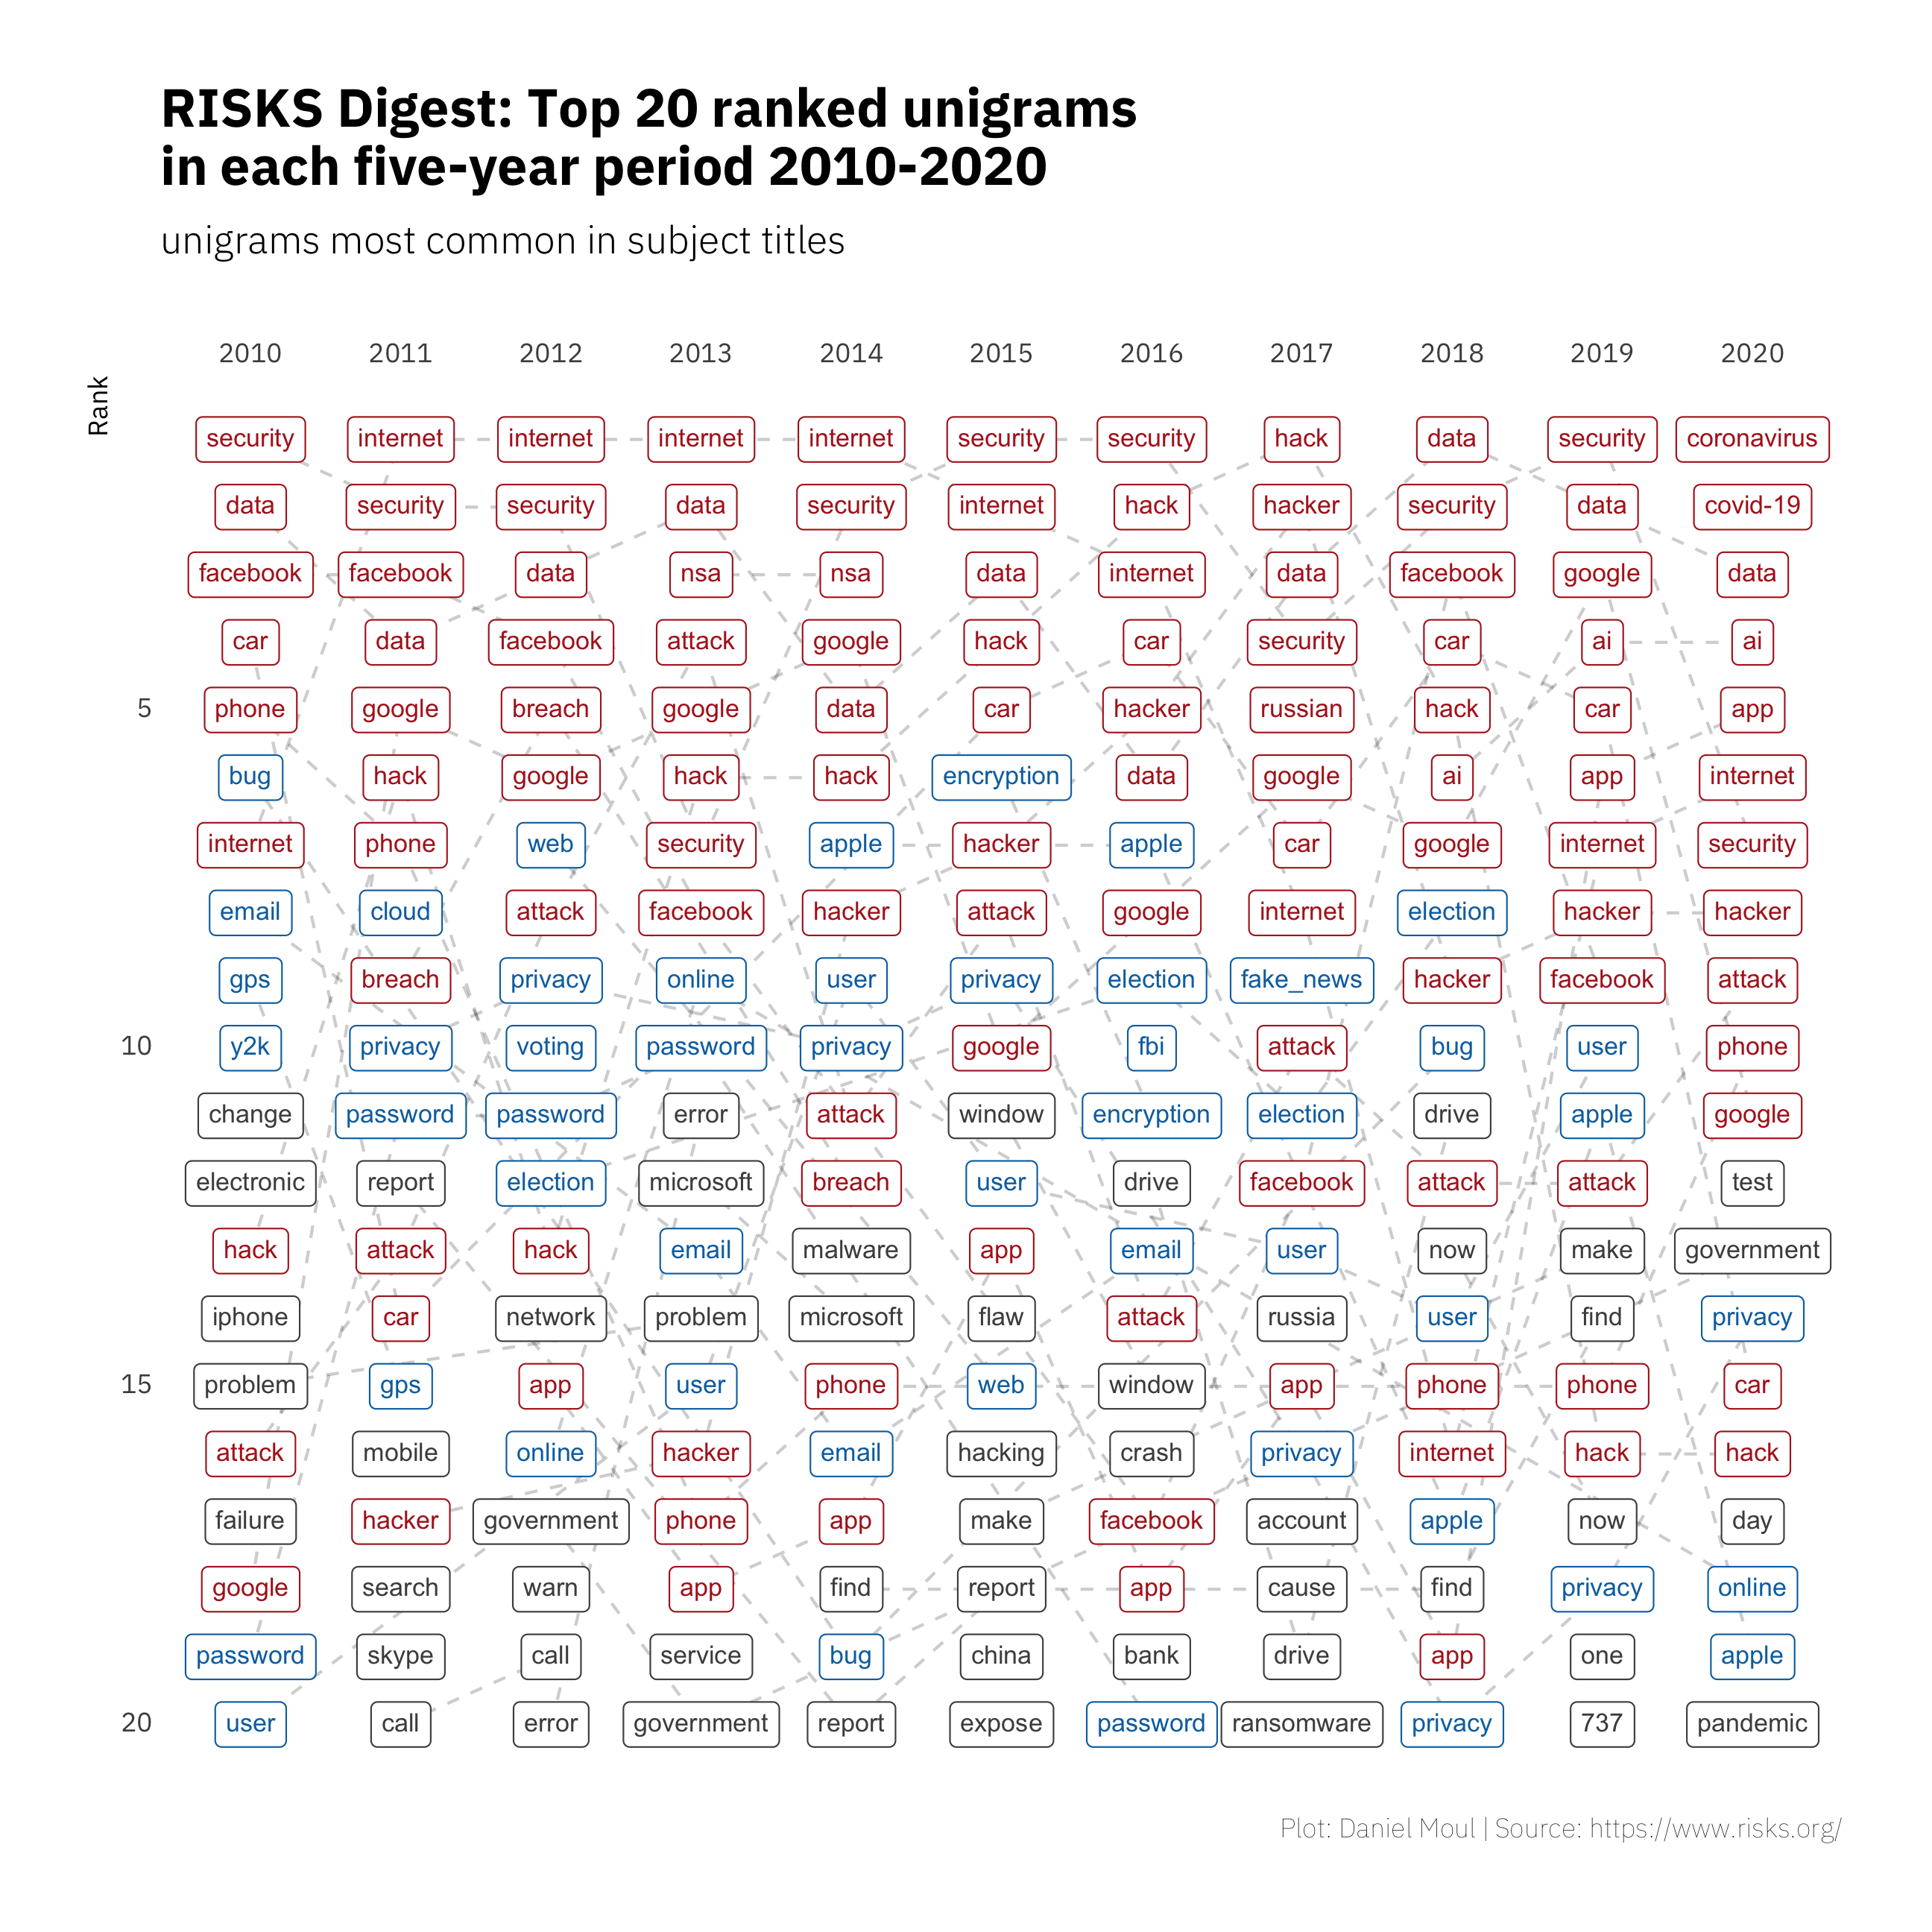 RISKS Digest: Top 20 ranked unigrams
in each five-year period 2010-2020
unigrams most common in subject titles
2010 2011 2012 2013 2014 2015 2016 2017 2018 2019 2020
Rank
security internet internet internet internet security security hack data security coronavirus
data security security data security internet hack hacker security data covid-19
facebook facebook data nsa nsa data internet data facebook google data
car data facebook attack google hack car security car ai ai
5 phone google breach google data car hacker russian hack car app
bug hack google hack hack encryption data google ai app internet
internet phone web security apple hacker apple car google internet security
email cloud attack facebook hacker attack google internet election hacker hacker
gps breach privacy online user privacy election fake_news hacker facebook attack
10 y2k privacy voting password privacy google fbi attack bug user phone
change password password error attack window encryption election drive apple google
electronic report election microsoft breach user drive facebook attack attack test
hack attack hack email malware app email user now make government
iphone car network problem microsoft flaw attack russia user find privacy
15 problem gps app user phone web window app phone phone car
attack mobile online hacker email hacking crash privacy internet hack hack
failure hacker government phone app make facebook account apple now day
google search warn app find report app cause find privacy online
password skype call service bug china bank drive app one apple
20 user call error government report expose password ransomware privacy 737 pandemic
Plot: Daniel Moul | Source: https://www.risks.org/